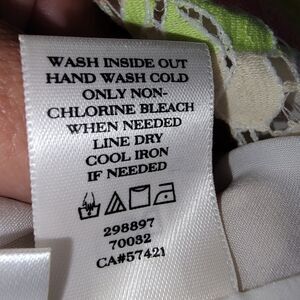 WASH INSIDE OUT
HAND WASH COLD
ONLY NON-
CHLORINE BLEACH
WHEN NEEDED
LINE DRY
COOL IRON
IF NEEDED
298897
70032
CA#57421